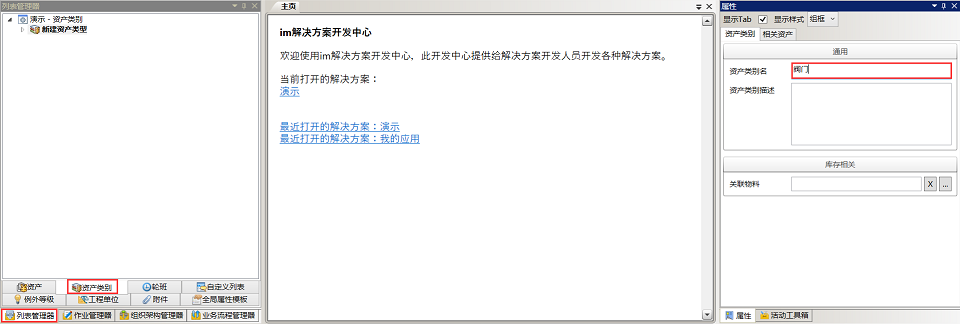 列表管理器
演示 - 资产类别
新建资产类型
资产
资产类别
轮班
自定义列表
例外等级
工程单位
附件
全局属性模板
列表管理器
作业管理器
组织架构管理器
业务流程管理器
主页
im解决方案开发中心
欢迎使用im解决方案开发中心，此开发中心提供给解决方案开发人员开发各种解决方案。
当前打开的解决方案：
演示
最近打开的解决方案：演示
最近打开的解决方案：我的应用
属性
显示Tab 显示样式 组框
资产类别 相关资产
通用
资产类别名 阀门
资产类别描述
库存相关
关联物料 X ...
属性 活动工具箱